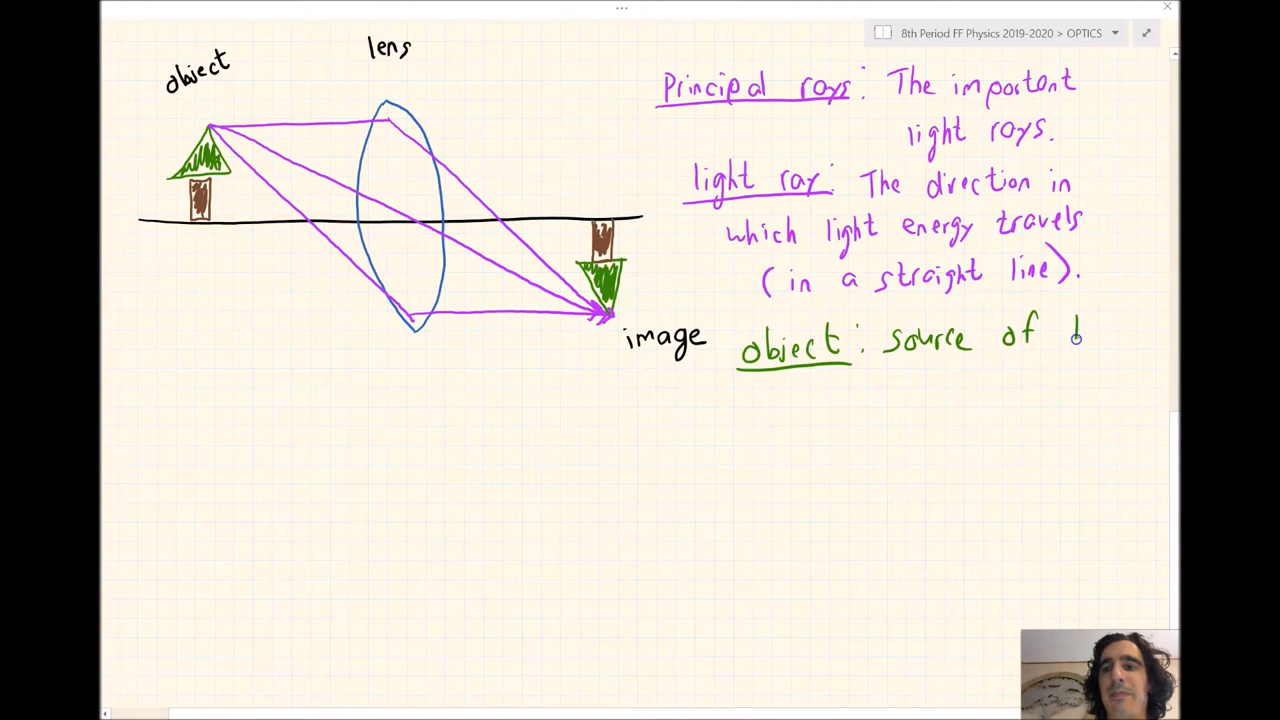 8th Period FF Physics 2019-2020 > OPTICS
object
lens
Principal rays: The important
light rays.
light ray: The direction in
which light energy travels
(in a straight line).
image
object: source of l